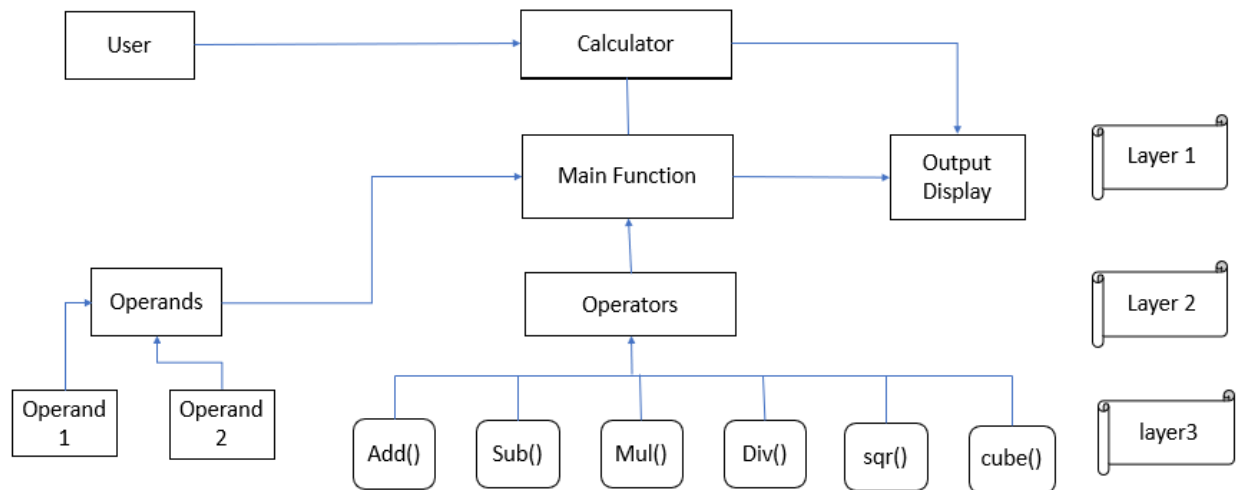 User
Calculator
Main Function
Output
Display
Layer 1
Operands
Operators
Layer 2
Operand
1
Operand
2
Add()
Sub()
Mul()
Div()
sqr()
cube()
layer3